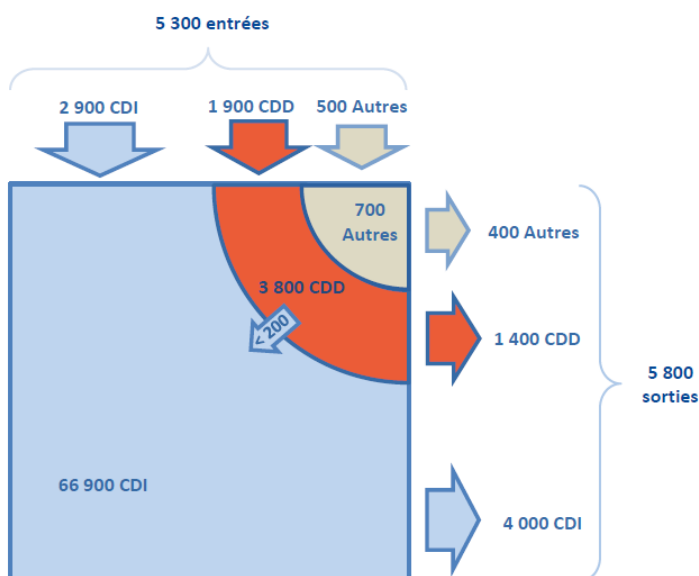 5 300 entrées
2 900 CDI
1 900 CDD
500 Autres
700
Autres
400 Autres
3 800 CDD
< 200
1 400 CDD
5 800
sorties
66 900 CDI
4 000 CDI